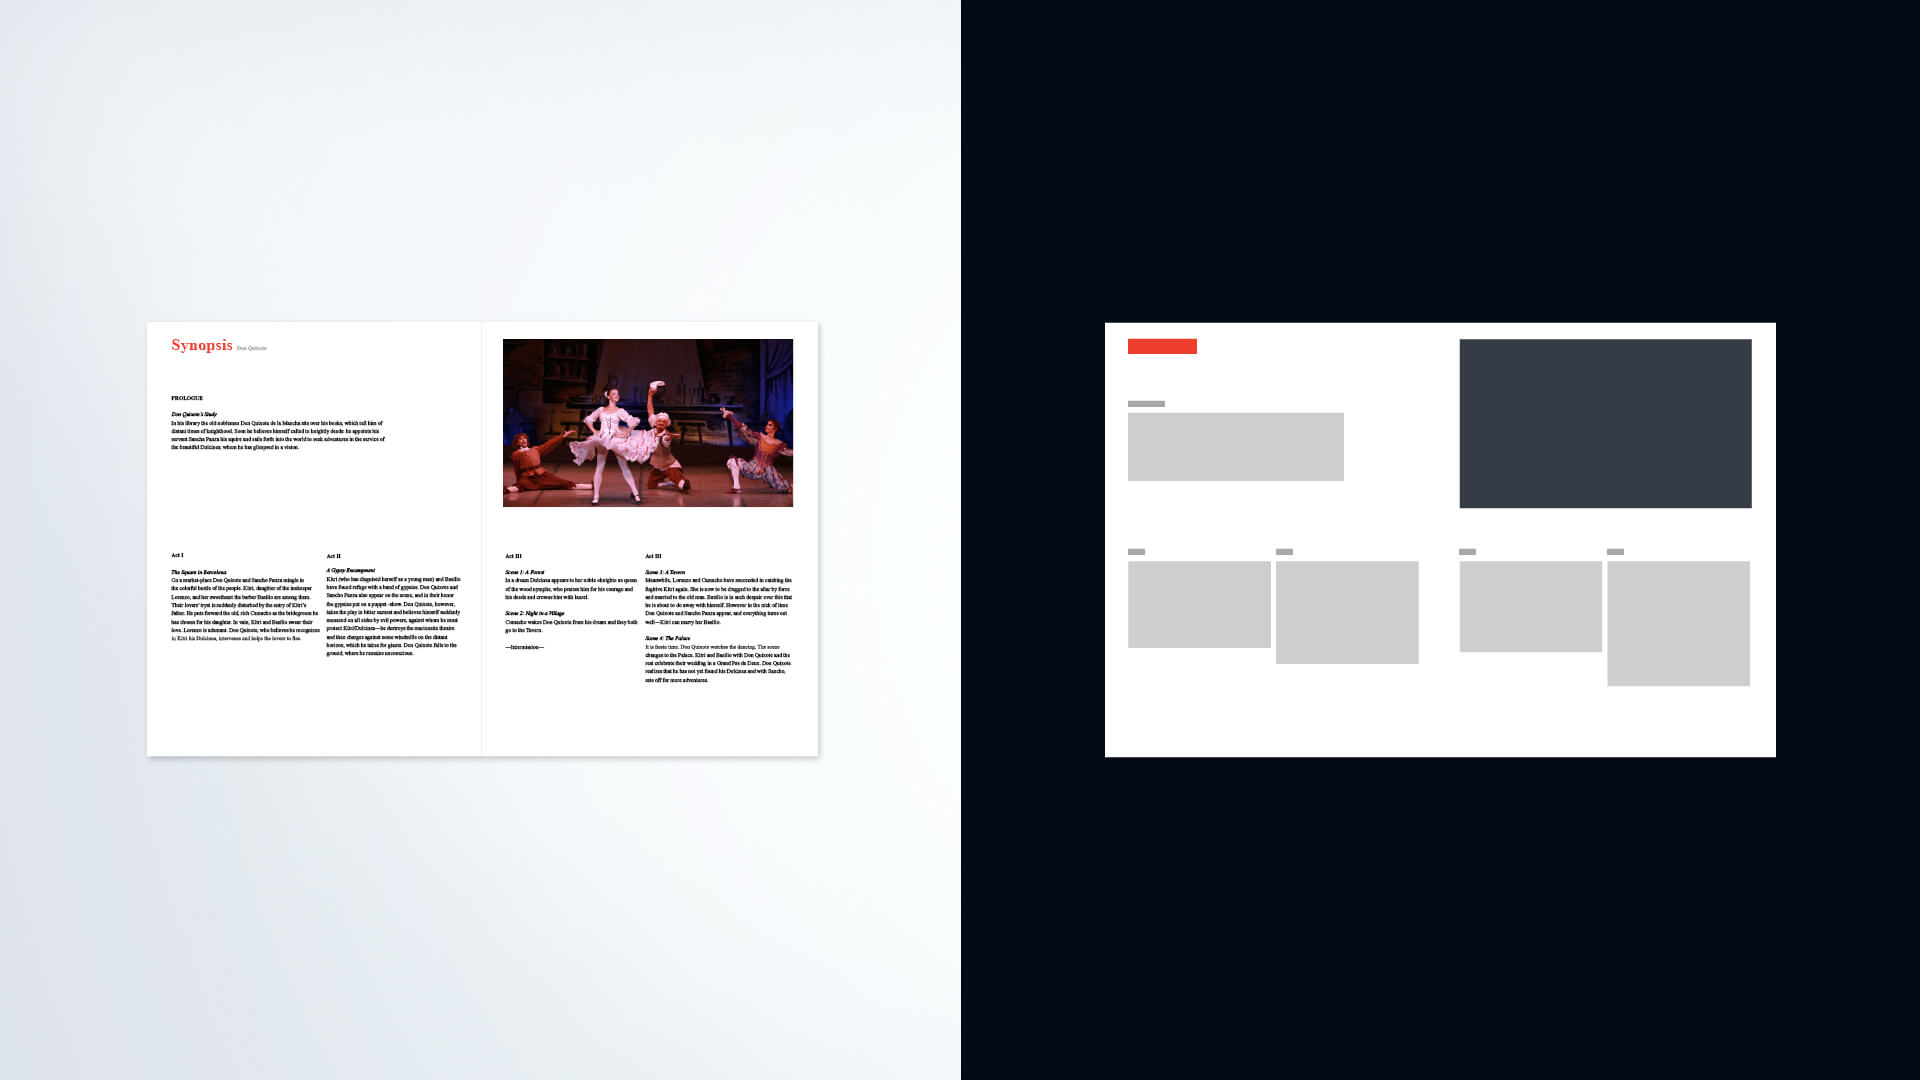 Synopsis Don Quixote
PROLOGUE
Don Quixote's Study
In his library the old nobleman Don Quixote de la Mancha sits over his books, which tell him of
distant times of knighthood. Soon he believes himself called to knightly deeds: he appoints his
servant Sancho Panza his squire and sails forth into the world to seek adventures in the service of
the beautiful Dulcinea, whom he has glimpsed in a vision.
Act I
The Square in Barcelona
On a market-place Don Quixote and Sancho Panza mingle in
the colorful bustle of the people. Kitri, daughter of the innkeeper
Lorenzo, and her sweetheart the barber Basilio are among them.
Their lovers' tryst is suddenly disturbed by the entry of Kitri's
father. He puts forward the old, rich Camacho as the bridegroom he
has chosen for his daughter. In vain, Kitri and Basilio swear their
love. Lorenzo is adamant. Don Quixote, who believes he recognizes
in Kitri his Dulcinea, intervenes and helps the lovers to flee.
Act II
A Gypsy Encampment
Kitri (who has disguised herself as a young man) and Basilio
have found refuge with a band of gypsies. Don Quixote and
Sancho Panza also appear on the scene, and in their honor
the gypsies put on a puppet -show. Don Quixote, however,
takes the play in bitter earnest and believes himself suddenly
menaced on all sides by evil powers, against whom he must
protect Kitri/Dulcinea—he destroys the marionette theatre
and then charges against some windmills on the distant
horizon, which he takes for giants. Don Quixote falls to the
ground, where he remains unconscious.
Act III
Scene 1: A Forest
In a dream Dulcinea appears to her noble «knight» as queen
of the wood nymphs, who praises him for his courage and
his deeds and crowns him with laurel.
Scene 2: Night in a Village
Comacho wakes Don Quixote from his dream and they both
go to the Tavern.
—Intermission—
Act III
Scene 3: A Tavern
Meanwhile, Lorenzo and Camacho have succeeded in catching the
fugitive Kitri again. She is now to be dragged to the altar by force
and married to the old man. Basilio is in such despair over this that
he is about to do away with himself. However in the nick of time
Don Quixote and Sancho Panza appear, and everything turns out
well—Kitri can marry her Basilio.
Scene 4: The Palace
It is fiesta time. Don Quixote watches the dancing. The scene
changes to the Palace. Kitri and Basilio with Don Quixote and the
rest celebrate their wedding in a Grand Pas de Deux. Don Quixote
realizes that he has not yet found his Dulcinea and with Sancho,
sets off for more adventures.